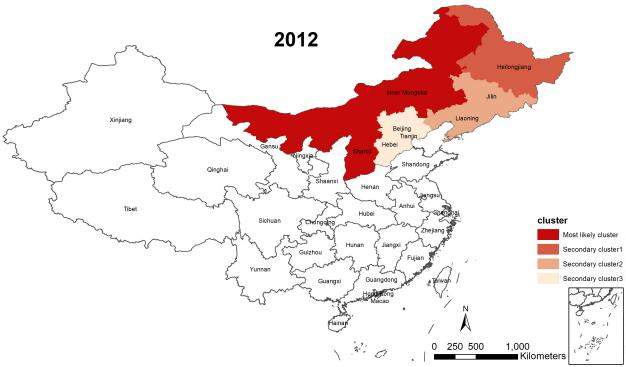 2012
Heilongjiang
Inner Mongolia
Jilin
Xinjiang
Liaoning
Beijing
Tianjin
Gansu
Hebei
Ningxia
Shanxi
Shandong
Qinghai
Shaanxi
Henan
Jiangsu
Tibet
Anhui
Shanghai
Hubei
Sichuan
Chongqing
Zhejiang
Hunan
Jiangxi
Guizhou
Fujian
Yunnan
Guangxi
Guangdong
Taiwan
Hong Kong
Macao
Hainan
cluster
Most likely cluster
Secondary cluster1
Secondary cluster2
Secondary cluster3
N
0 250 500 1,000
Kilometers